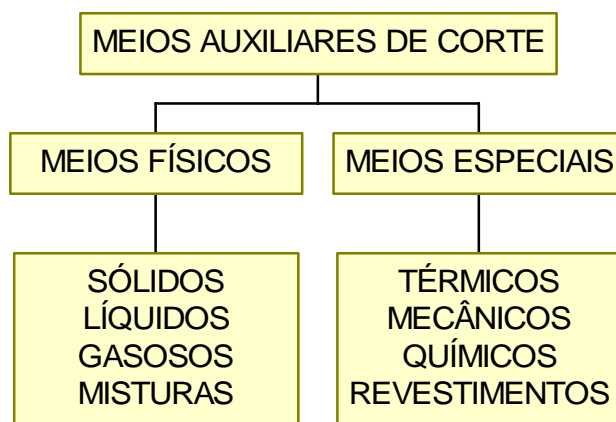 MEIOS AUXILIARES DE CORTE
MEIOS FÍSICOS
MEIOS ESPECIAIS
SÓLIDOS
LÍQUIDOS
GASOSOS
MISTURAS
TÉRMICOS
MECÂNICOS
QUÍMICOS
REVESTIMENTOS